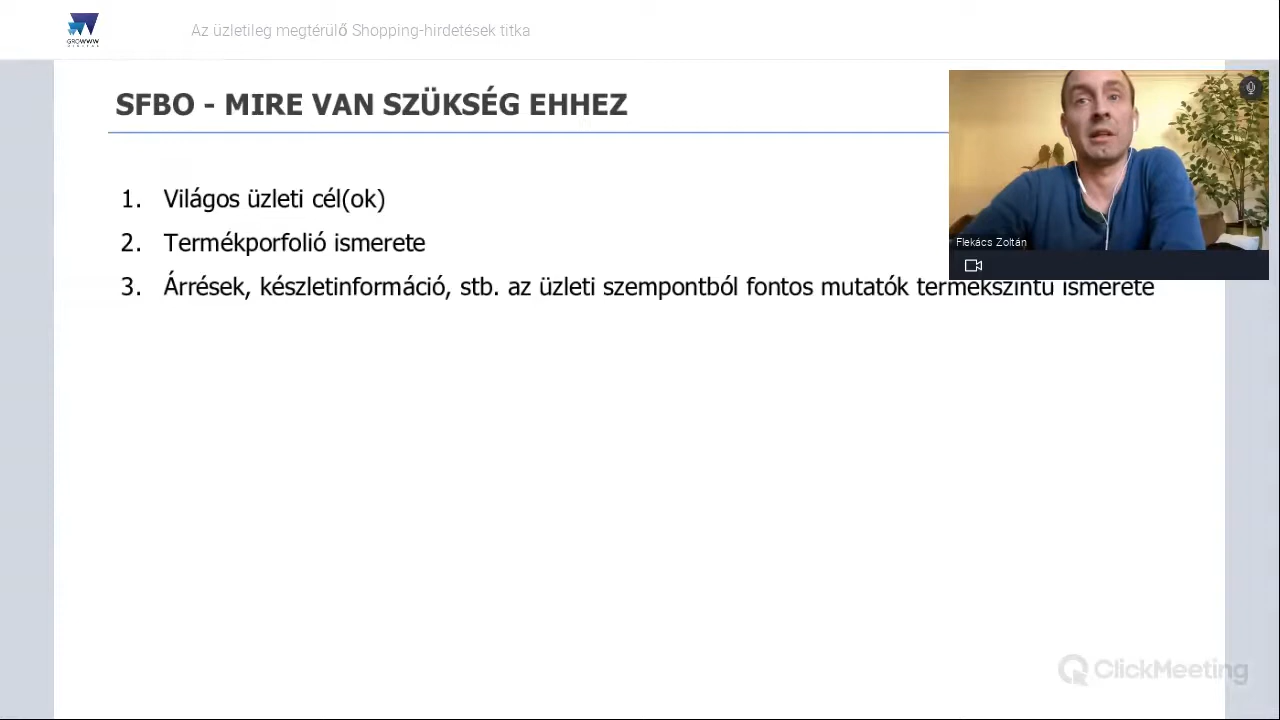 GROWWW
DIGITAL
Az üzletileg megtérülő Shopping-hirdetések titka
SFBO - MIRE VAN SZÜKSÉG EHHEZ
1. Világos üzleti cél(ok)
2. Termékporfolió ismerete
3. Árrések, készletinformáció, stb. az üzleti szempontból fontos mutatók termékszintű ismerete
Flekács Zoltán
ClickMeeting